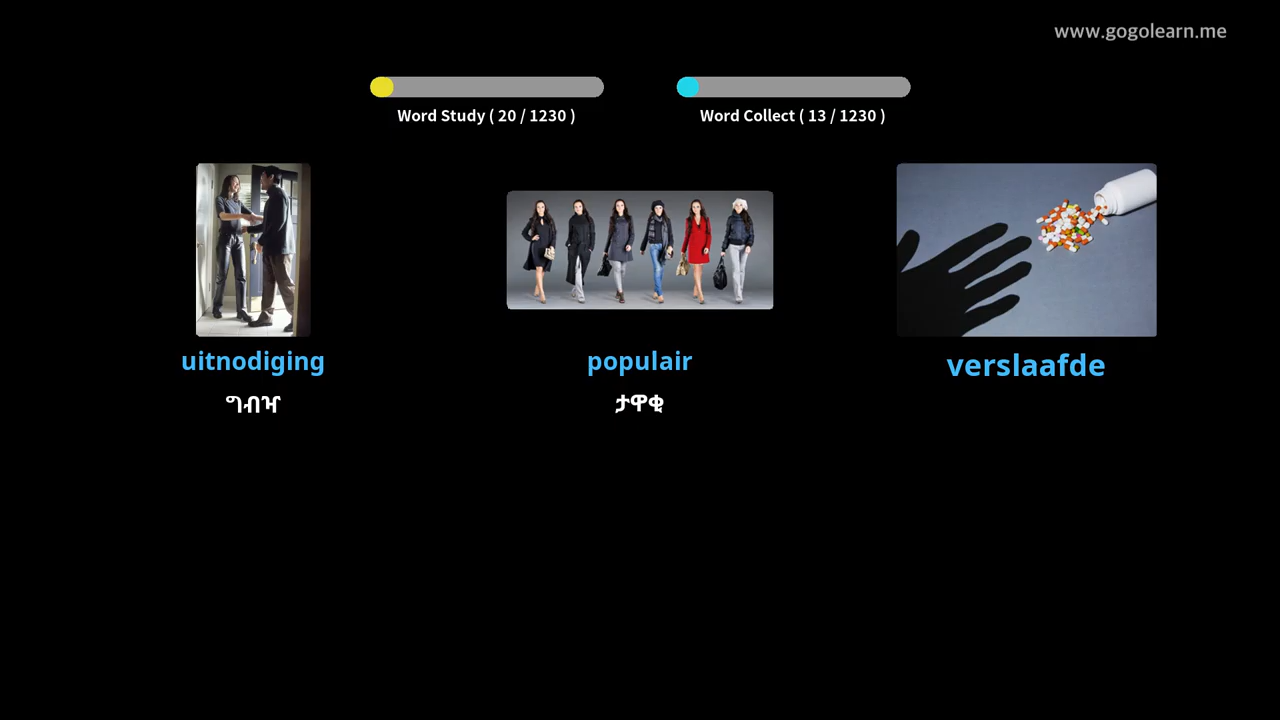 www.gogolearn.me
Word Study ( 20 / 1230 )
Word Collect ( 13 / 1230 )
uitnodiging
populair
verslaafde
ግብዣ
ታዋቂ